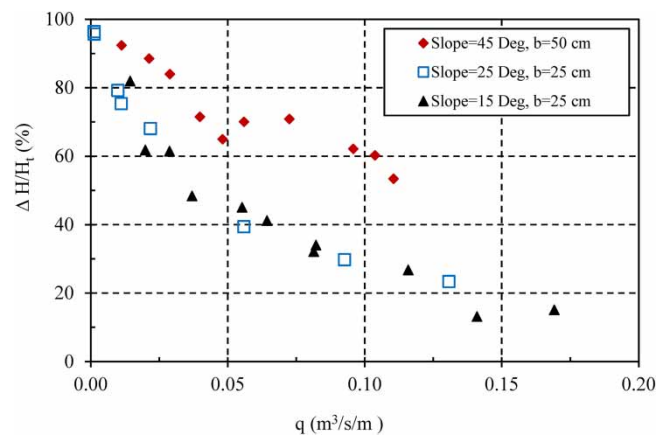 100
80
60
40
20
0
Δ H/Ht (%)
Slope=45 Deg, b=50 cm
Slope=25 Deg, b=25 cm
Slope=15 Deg, b=25 cm
0.00 0.05 0.10 0.15 0.20
q (m³/s/m)